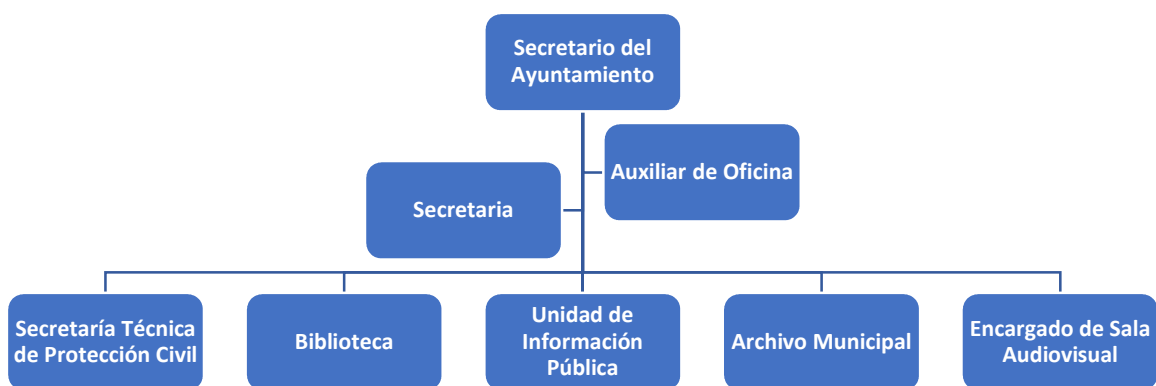 Secretario del
Ayuntamiento
Auxiliar de Oficina
Secretaria
Secretaría Técnica
de Protección Civil
Biblioteca
Unidad de
Información
Pública
Archivo Municipal
Encargado de Sala
Audiovisual